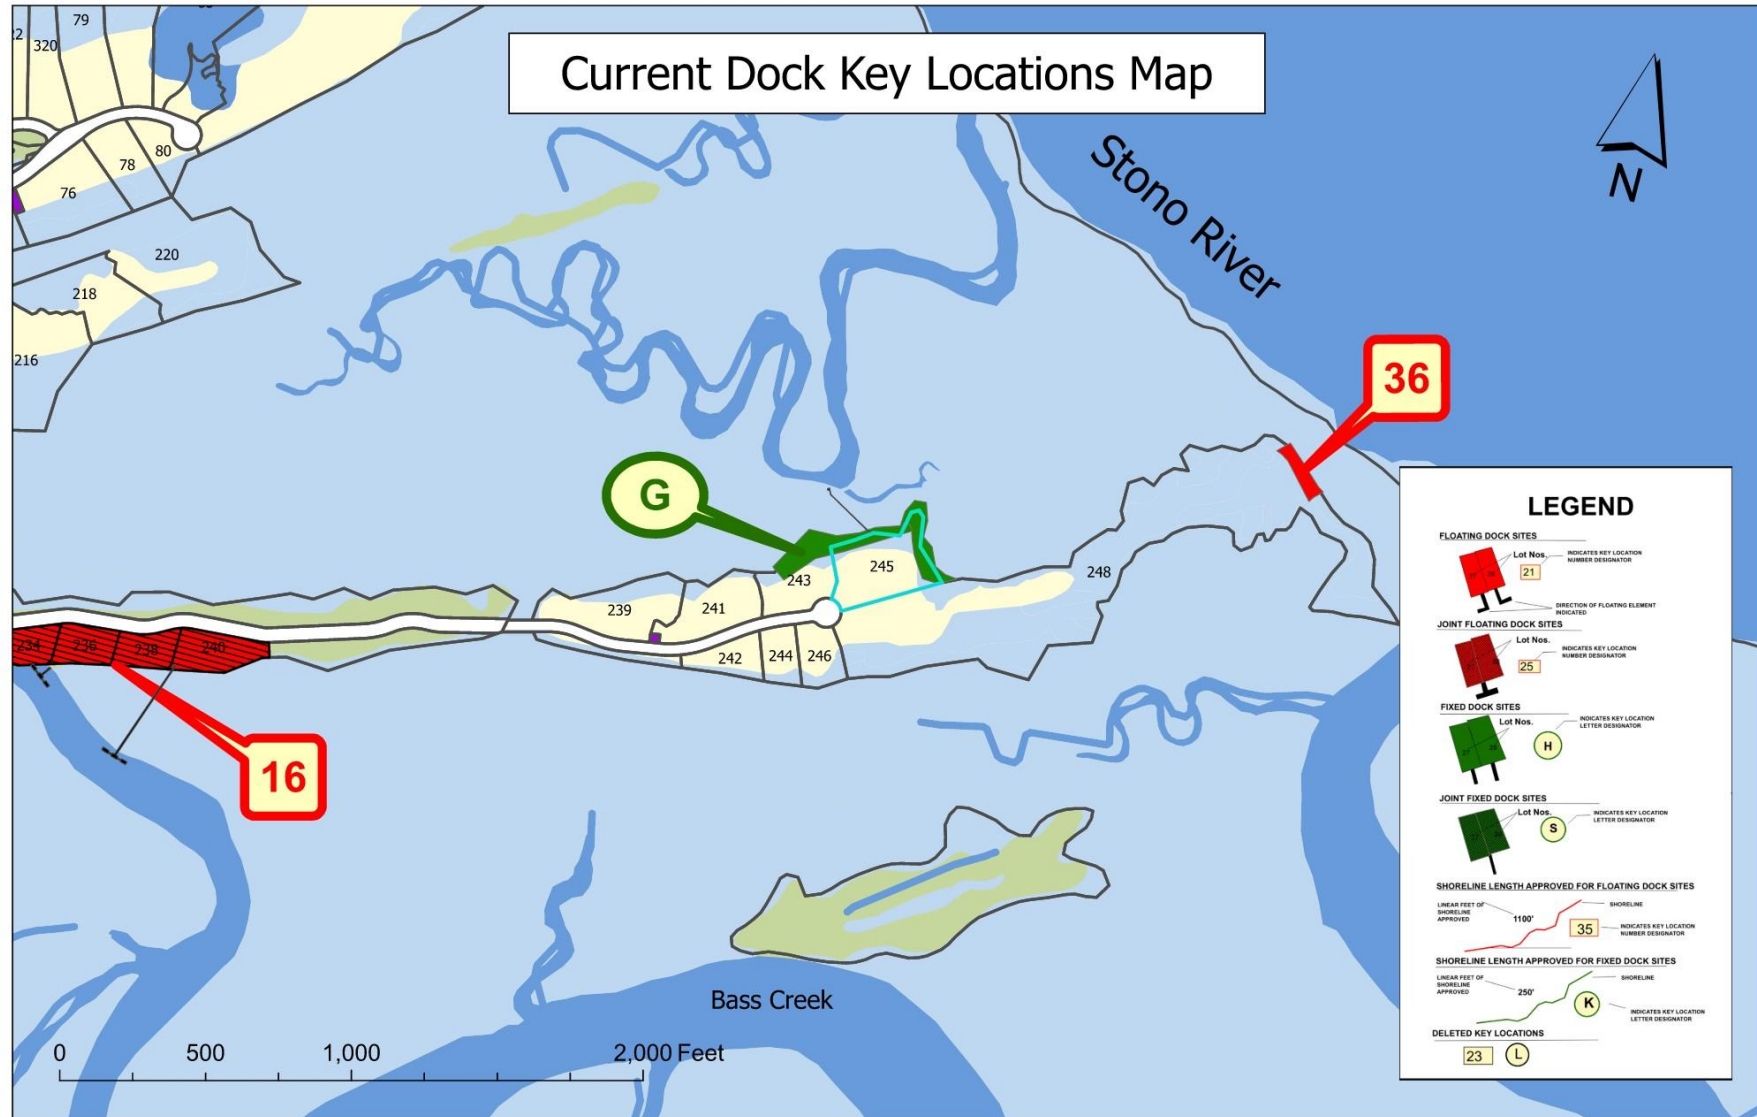 Current Dock Key Locations Map
79
320
80
78
76
220
218
216
Stono River
N
36
G
16
239
241
243
245
248
242
244
246
234
236
238
240
Bass Creek
0 500 1,000 2,000 Feet
LEGEND
FLOATING DOCK SITES
Lot Nos.
INDICATES KEY LOCATION
NUMBER DESIGNATOR
21
DIRECTION OF FLOATING ELEMENT
INDICATED
JOINT FLOATING DOCK SITES
Lot Nos.
INDICATES KEY LOCATION
NUMBER DESIGNATOR
25
FIXED DOCK SITES
Lot Nos.
INDICATES KEY LOCATION
LETTER DESIGNATOR
H
JOINT FIXED DOCK SITES
Lot Nos.
INDICATES KEY LOCATION
LETTER DESIGNATOR
S
SHORELINE LENGTH APPROVED FOR FLOATING DOCK SITES
LINEAR FEET OF
SHORELINE
APPROVED
1100'
SHORELINE
35
INDICATES KEY LOCATION
NUMBER DESIGNATOR
SHORELINE LENGTH APPROVED FOR FIXED DOCK SITES
LINEAR FEET OF
SHORELINE
APPROVED
250'
SHORELINE
K
INDICATES KEY LOCATION
LETTER DESIGNATOR
DELETED KEY LOCATIONS
23 L